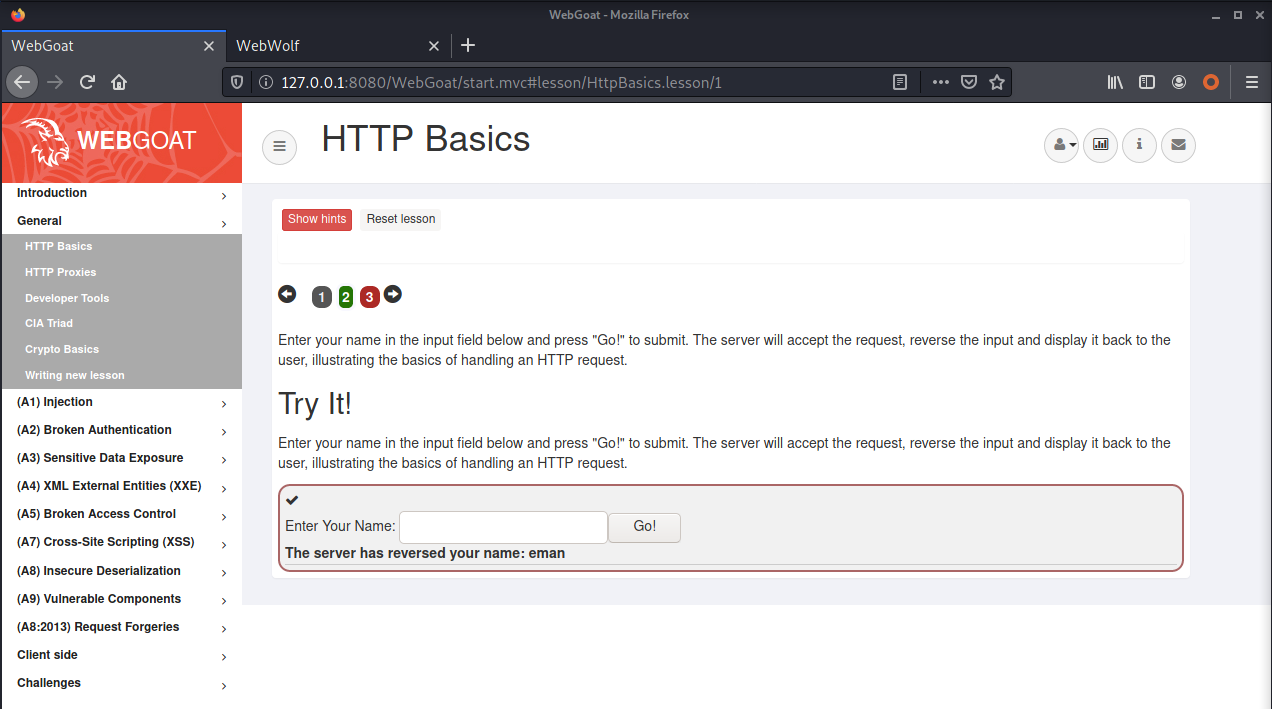 WebGoat - Mozilla Firefox
WebGoat
WebWolf
127.0.0.1:8080/WebGoat/start.mvc#lesson/HttpBasics.lesson/1
WEBGOAT
HTTP Basics
Introduction
General
HTTP Basics
HTTP Proxies
Developer Tools
CIA Triad
Crypto Basics
Writing new lesson
(A1) Injection
(A2) Broken Authentication
(A3) Sensitive Data Exposure
(A4) XML External Entities (XXE)
(A5) Broken Access Control
(A7) Cross-Site Scripting (XSS)
(A8) Insecure Deserialization
(A9) Vulnerable Components
(A8:2013) Request Forgeries
Client side
Challenges
Show hints Reset lesson
1 2 3
Enter your name in the input field below and press "Go!" to submit. The server will accept the request, reverse the input and display it back to the
user, illustrating the basics of handling an HTTP request.
Try It!
Enter your name in the input field below and press "Go!" to submit. The server will accept the request, reverse the input and display it back to the
user, illustrating the basics of handling an HTTP request.
Enter Your Name: Go!
The server has reversed your name: eman